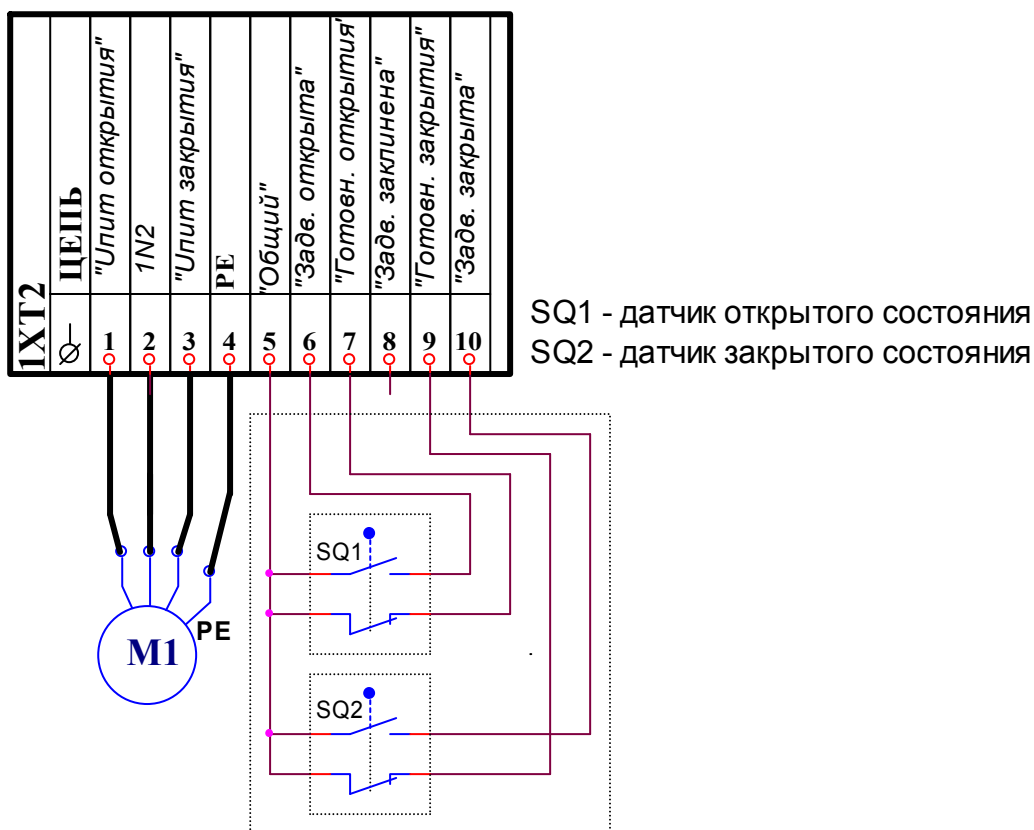 1XT2
ЦЕПЬ
"Uпит открытия"
1N2
"Uпит закрытия"
PE
"Общий"
"Задв. открыта"
"Готовн. открытия"
"Задв. заклинена"
"Готовн. закрытия"
"Задв. закрыта"
1 2 3 4 5 6 7 8 9 10
SQ1 - датчик открытого состояния
SQ2 - датчик закрытого состояния
SQ1
PE
M1
SQ2